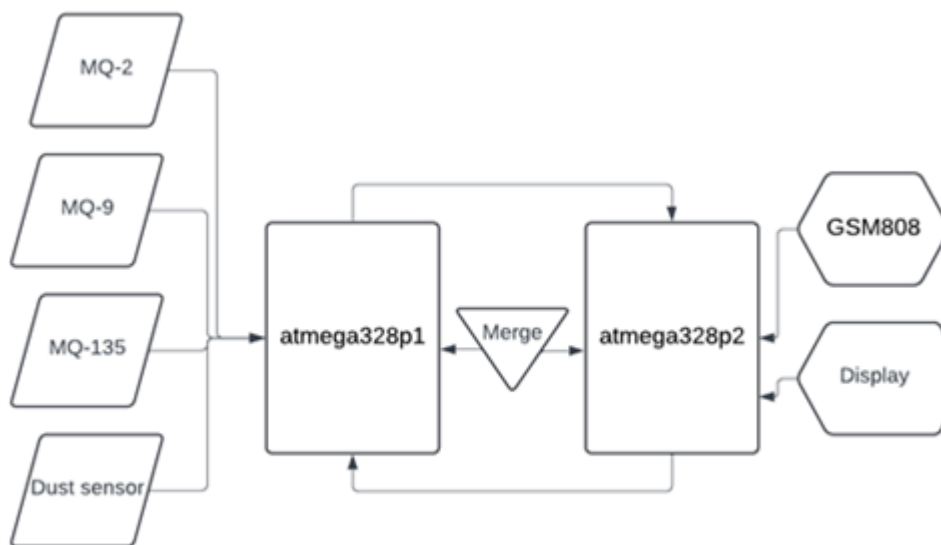 MQ-2
MQ-9
MQ-135
Dust sensor
atmega328p1
Merge
atmega328p2
GSM808
Display